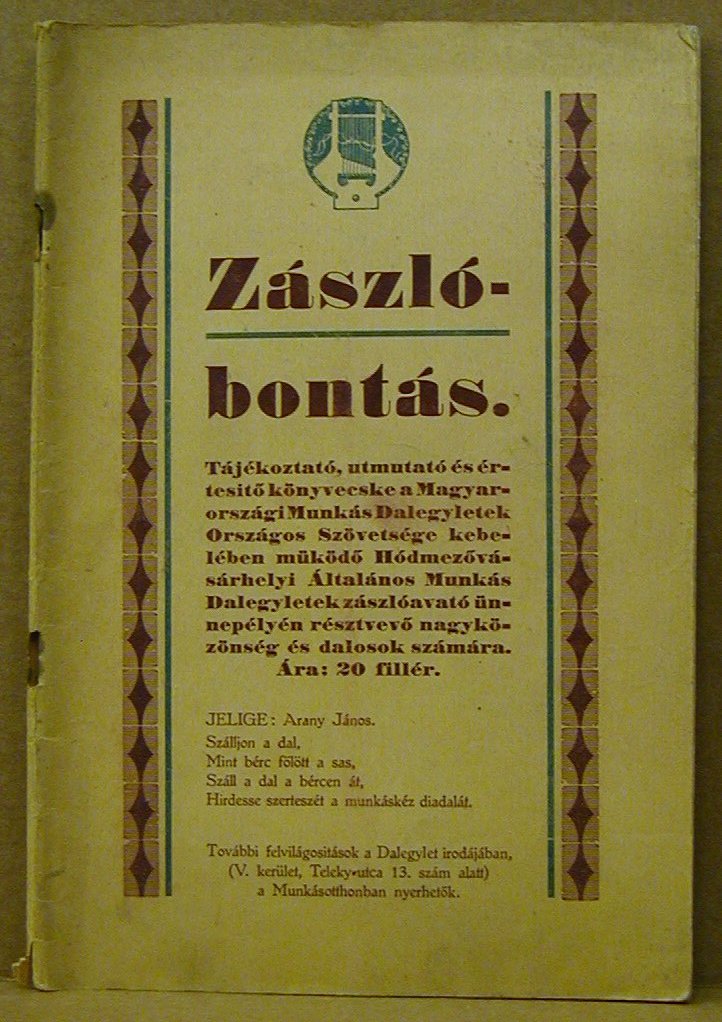 Zászló-
bontás.
Tájékoztató, utmutató és ér-
tesitő könyvecske a Magyar-
országi Munkás Dalegyletek
Országos Szövetsége kebe-
lében müködő Hódmezővá-
sárhelyi Általános Munkás
Dalegyletek zászlóavató ün-
nepélyén résztvevő nagykö-
zönség és dalosok számára.
Ára: 20 fillér.
JELIGE: Arany János.
Szálljon a dal,
Mint bérc fölött a sas,
Száll a dal a bércen át,
Hirdesse szerteszét a munkáskéz diadalát.
További felvilágositások a Dalegylet irodájában,
(V. kerület, Teleky-utca 13. szám alatt)
a Munkásotthonban nyerhetők.